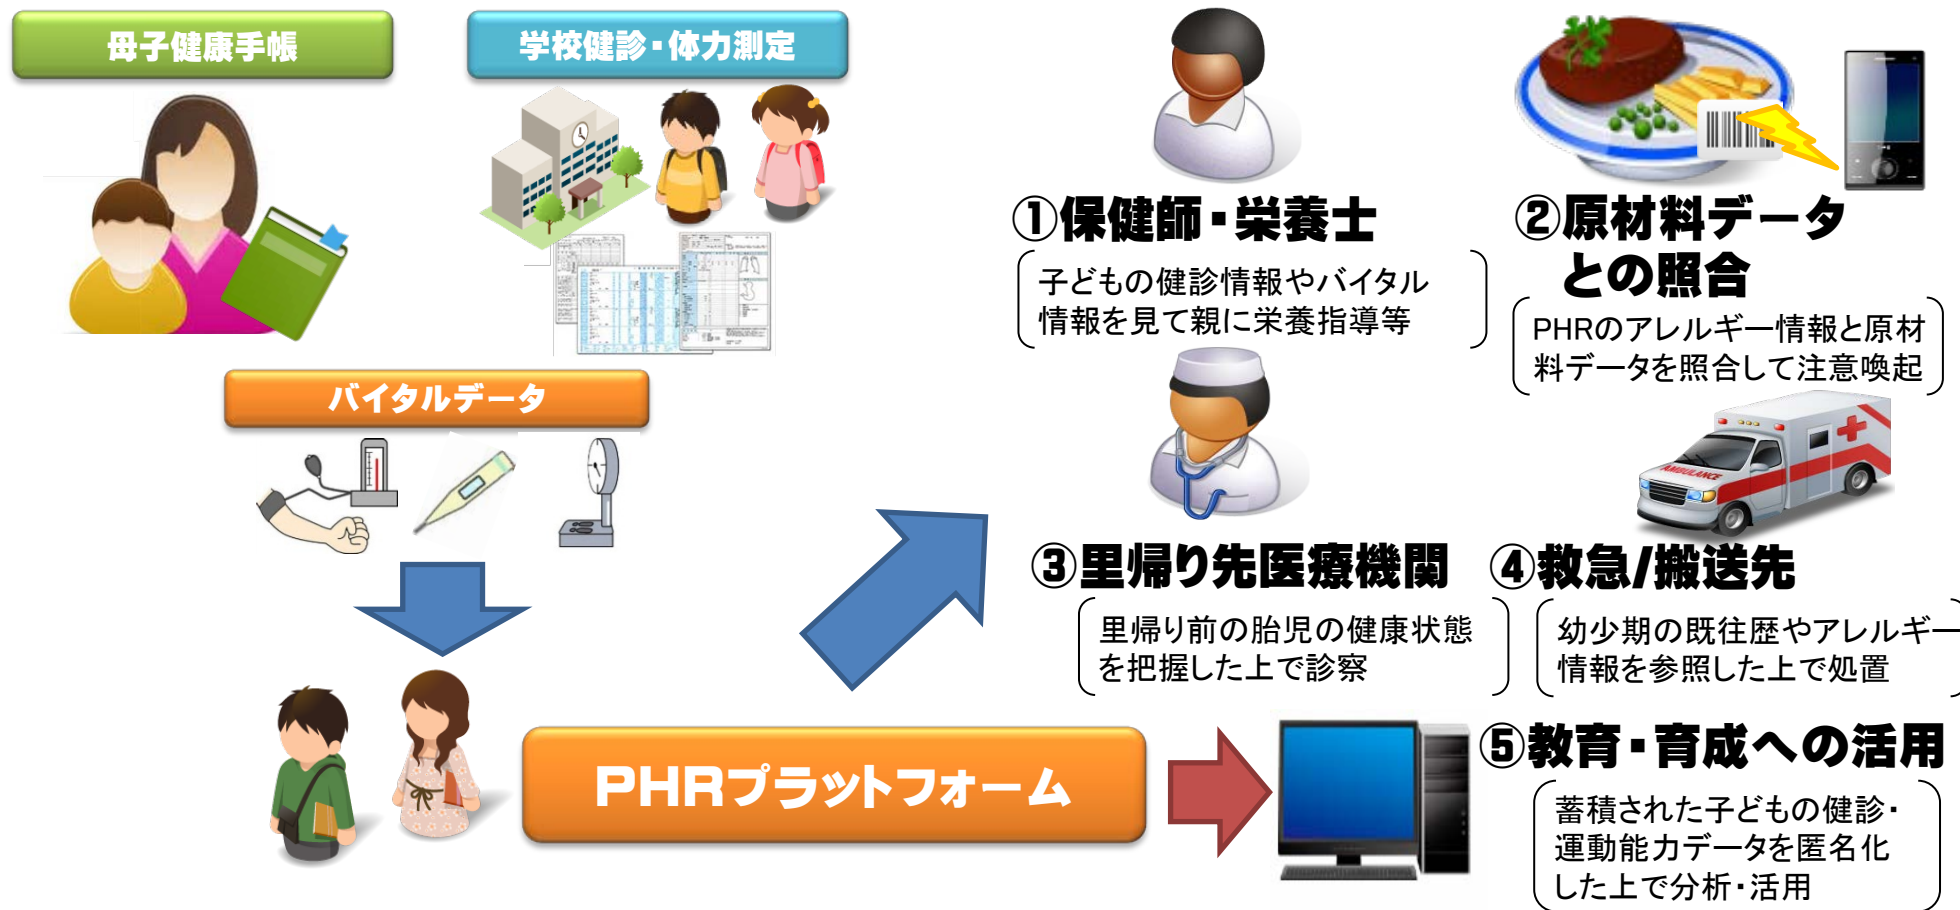 母子健康手帳
学校健診・体力測定
バイタルデータ
①保健師・栄養士
子どもの健診情報やバイタル
情報を見て親に栄養指導等
②原材料データ
との照合
PHRのアレルギー情報と原材
料データを照合して注意喚起
AMBULANCE
③里帰り先医療機関
里帰り前の胎児の健康状態
を把握した上で診察
④救急/搬送先
幼少期の既往歴やアレルギー
情報を参照した上で処置
PHRプラットフォーム
⑤教育・育成への活用
蓄積された子どもの健診・
運動能力データを匿名化
した上で分析・活用